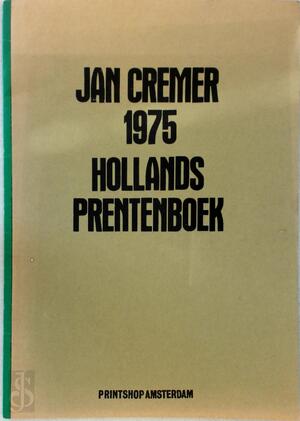 JAN CREMER
1975
HOLLANDS
PRENTENBOEK
PRINTSHOP AMSTERDAM